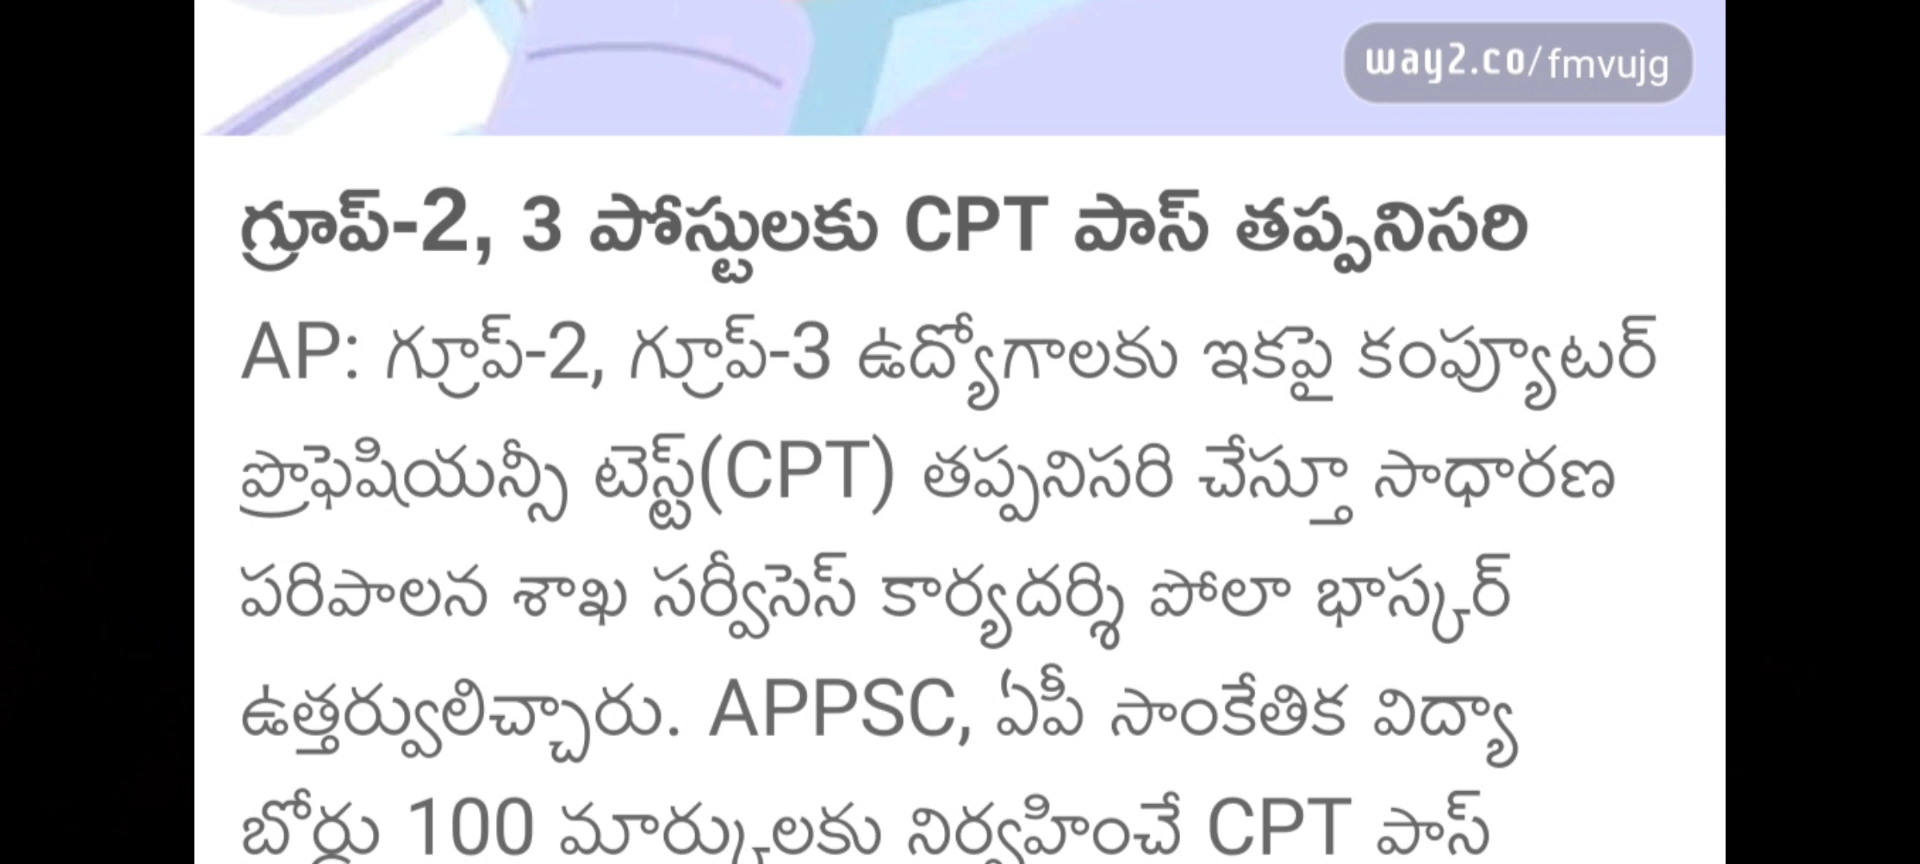 way2.co/fmvujg
గ్రూప్-2, 3 పోస్టులకు CPT పాస్ తప్పనిసరి
AP: గ్రూప్-2, గ్రూప్-3 ఉద్యోగాలకు ఇకపై కంప్యూటర్
ప్రొఫెషియన్సీ టెస్ట్(CPT) తప్పనిసరి చేస్తూ సాధారణ
పరిపాలన శాఖ సర్వీసెస్ కార్యదర్శి పోలా భాస్కర్
ఉత్తర్వులిచ్చారు. APPSC, ఏపీ సాంకేతిక విద్యా
బోర్డు 100 మార్కులకు నిర్వహించే CPT పాస్